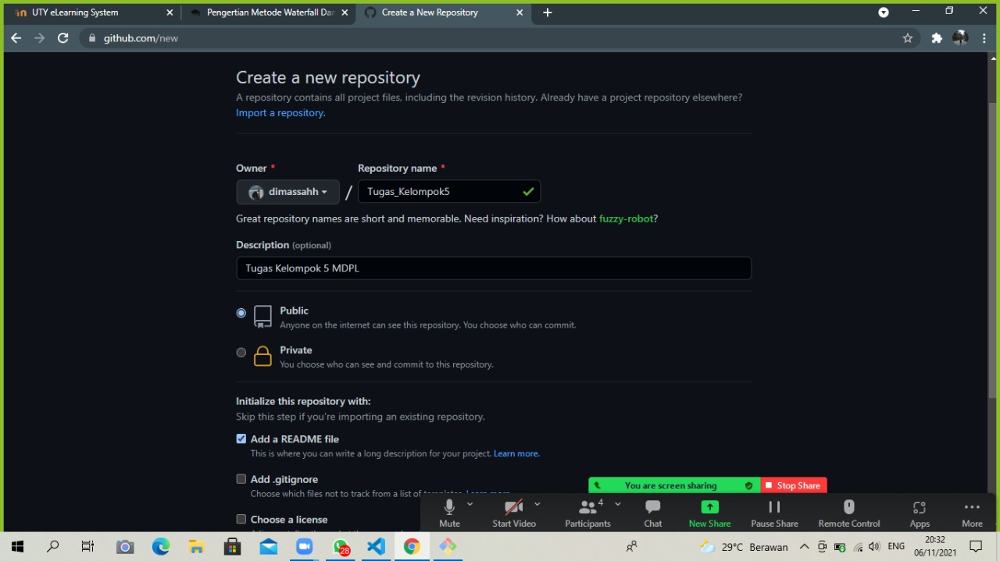 UTY eLearning System
Pengertian Metode Waterfall Dan
Create a New Repository
github.com/new
Create a new repository
A repository contains all project files, including the revision history. Already have a project repository elsewhere?
Import a repository.
Owner *
Repository name *
dimassahh
/
Tugas_Kelompok5
Great repository names are short and memorable. Need inspiration? How about fuzzy-robot?
Description (optional)
Tugas Kelompok 5 MDPL
Public
Anyone on the internet can see this repository. You choose who can commit.
Private
You choose who can see and commit to this repository.
Initialize this repository with:
Skip this step if you're importing an existing repository.
Add a README file
This is where you can write a long description for your project. Learn more.
Add .gitignore
Choose which files not to track from a list of templates. Learn more.
Choose a license
You are screen sharing
Stop Share
4
Mute
Start Video
Participants
Chat
New Share
Pause Share
Remote Control
Apps
More
28
29°C Berawan
ENG
20:32
06/11/2021